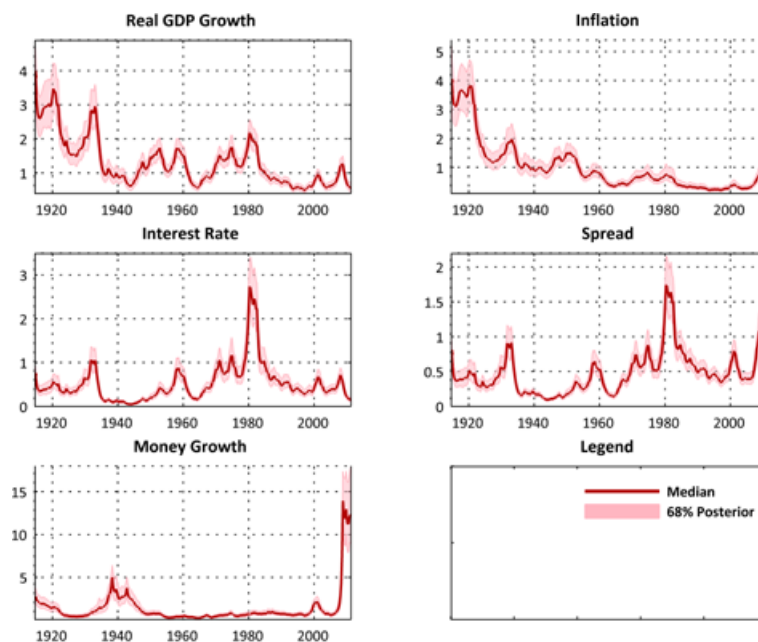 Real GDP Growth
4
3
2
1
1920 1940 1960 1980 2000
Inflation
5
4
3
2
1
1920 1940 1960 1980 2000
Interest Rate
3
2
1
0
1920 1940 1960 1980 2000
Spread
2
1.5
1
0.5
0
1920 1940 1960 1980 2000
Money Growth
15
10
5
1920 1940 1960 1980 2000
Legend
Median
68% Posterior